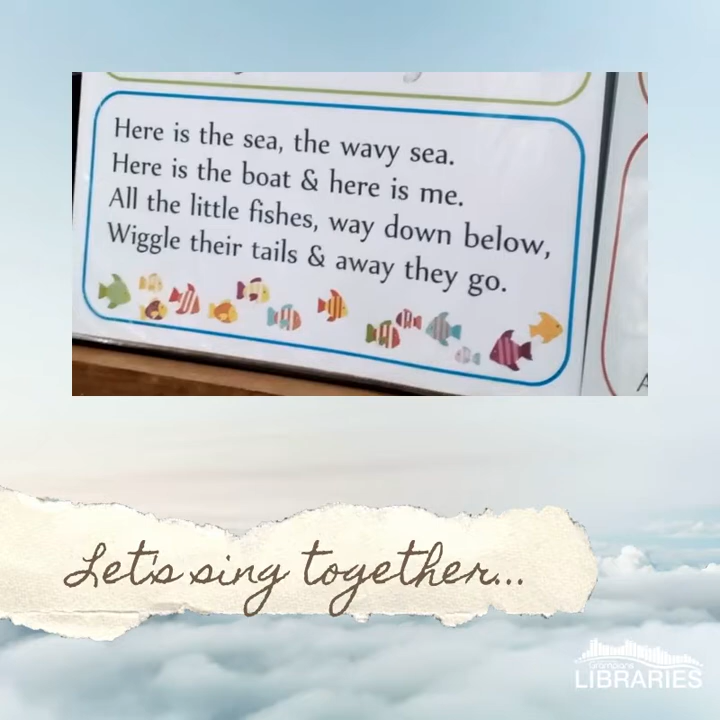 Here is the sea, the wavy sea.
Here is the boat & here is me.
All the little fishes, way down below,
Wiggle their tails & away they go.
Let's sing together...
LIBRARIES